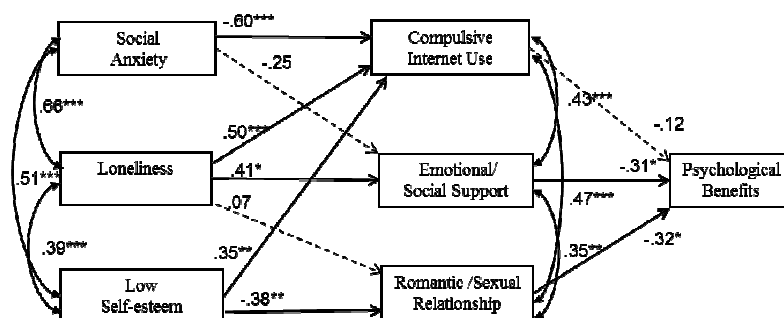 Social
Anxiety
-.60***
Compulsive
Internet Use
-.25
.66***
.43***
-.12
.50***
Loneliness
.41*
Emotional/
Social Support
-.31*
Psychological
Benefits
.51***
.07
.47***
.39***
.35**
.35**
-.32*
Low
Self-esteem
-.38**
Romantic /Sexual
Relationship